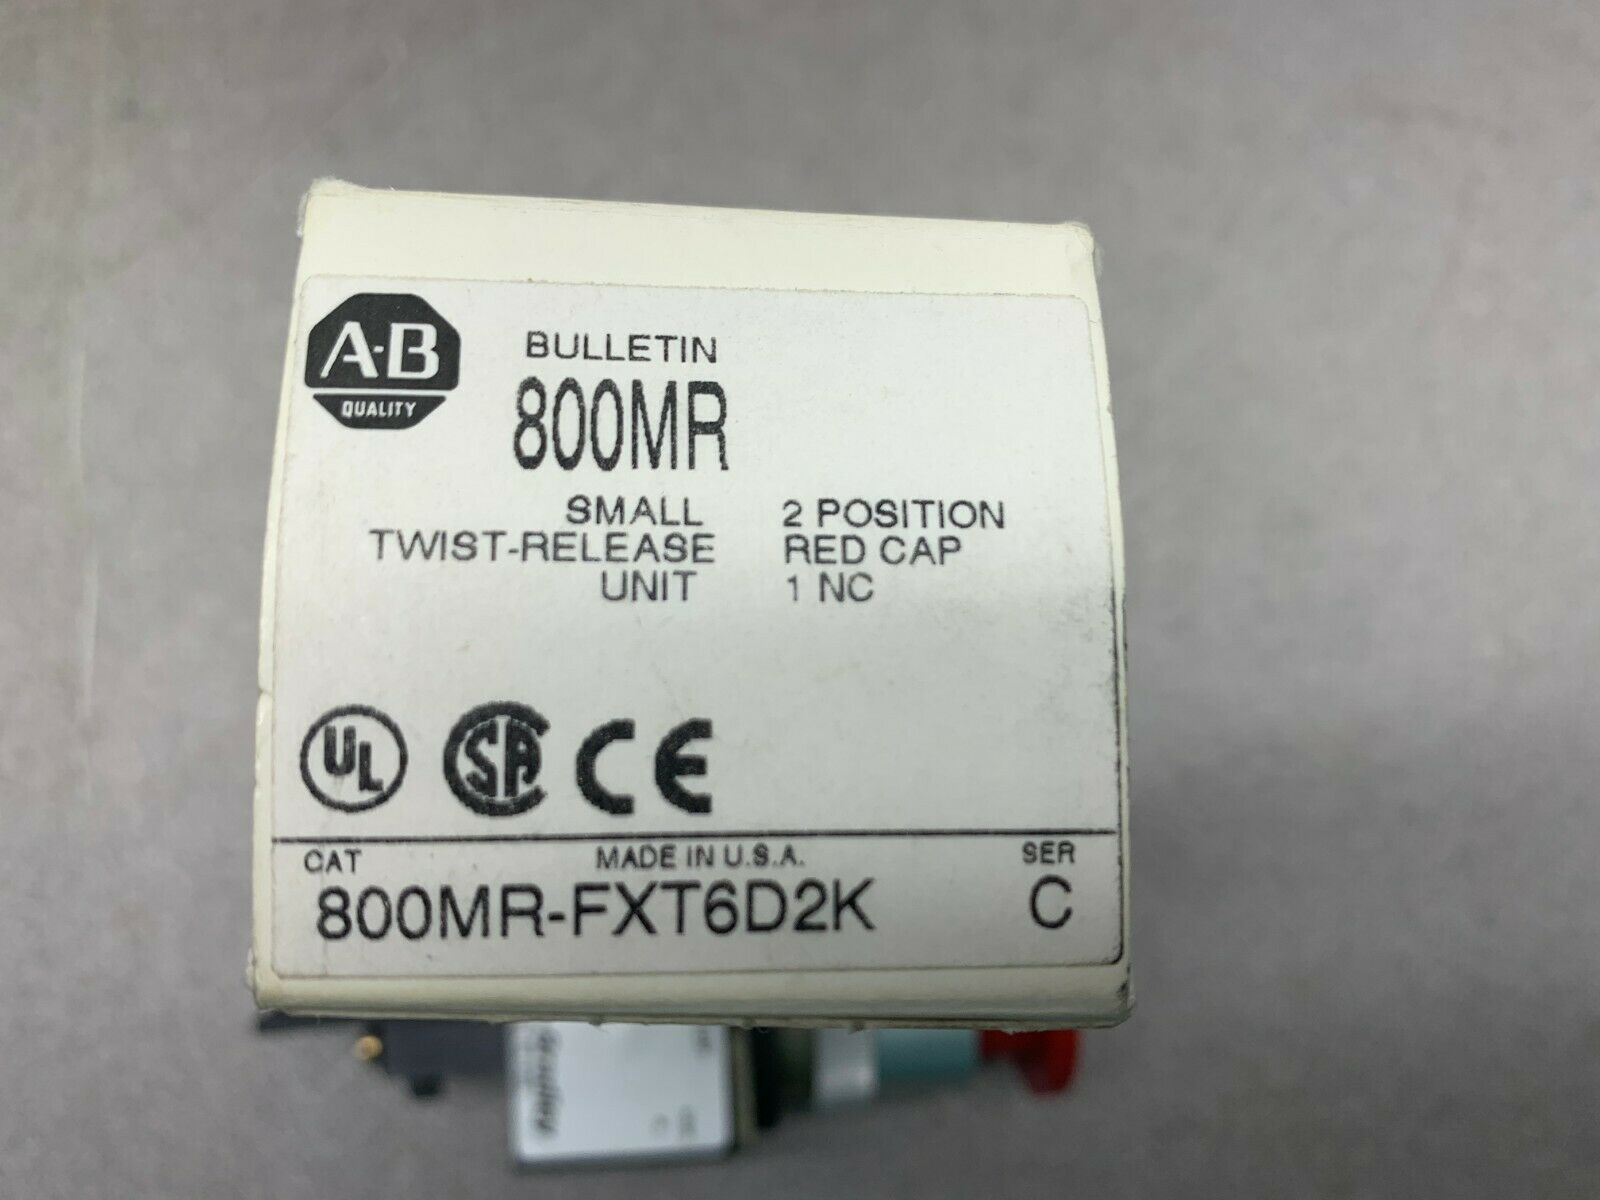 A-B
QUALITY
BULLETIN
800MR
SMALL 2 POSITION
TWIST-RELEASE RED CAP
UNIT 1 NC
UL CSA CE
CAT MADE IN U.S.A. SER
800MR-FXT6D2K C